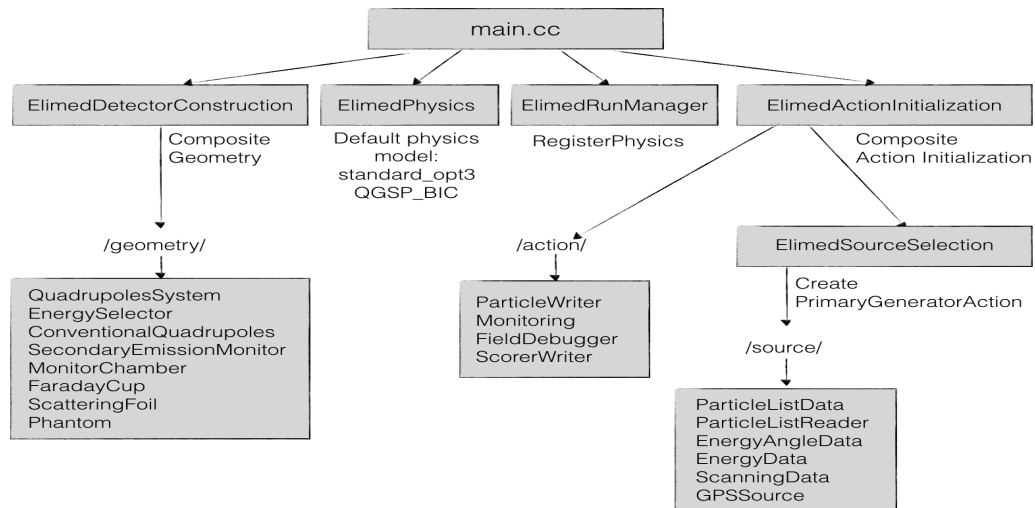 main.cc
ElimedDetectorConstruction
ElimedPhysics
ElimedRunManager
ElimedActionInitialization
Composite
Geometry
Default physics
model:
standard_opt3
QGSP_BIC
RegisterPhysics
Composite
Action Initialization
/geometry/
/action/
ElimedSourceSelection
QuadrupolesSystem
EnergySelector
ConventionalQuadrupoles
SecondaryEmissionMonitor
MonitorChamber
FaradayCup
ScatteringFoil
Phantom
ParticleWriter
Monitoring
FieldDebugger
ScorerWriter
Create
PrimaryGeneratorAction
/source/
ParticleListData
ParticleListReader
EnergyAngleData
EnergyData
ScanningData
GPSSource